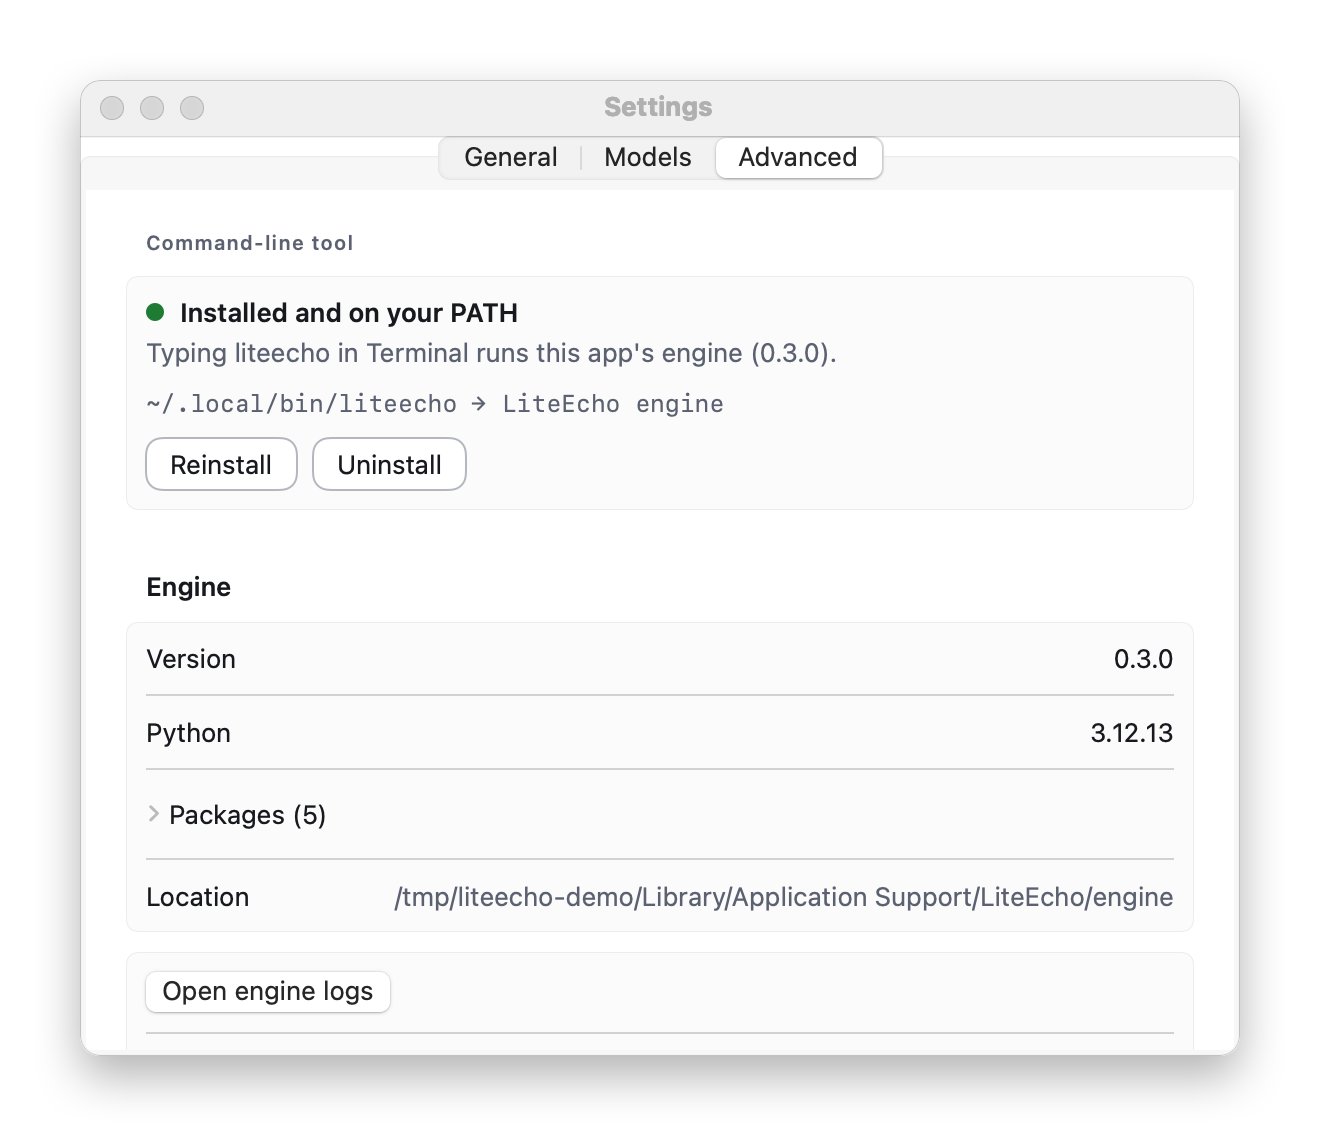 Settings
General
Models
Advanced
Command-line tool
Installed and on your PATH
Typing liteecho in Terminal runs this app's engine (0.3.0).
~/.local/bin/liteecho → LiteEcho engine
Reinstall
Uninstall
Engine
Version 0.3.0
Python 3.12.13
Packages (5)
Location /tmp/liteecho-demo/Library/Application Support/LiteEcho/engine
Open engine logs